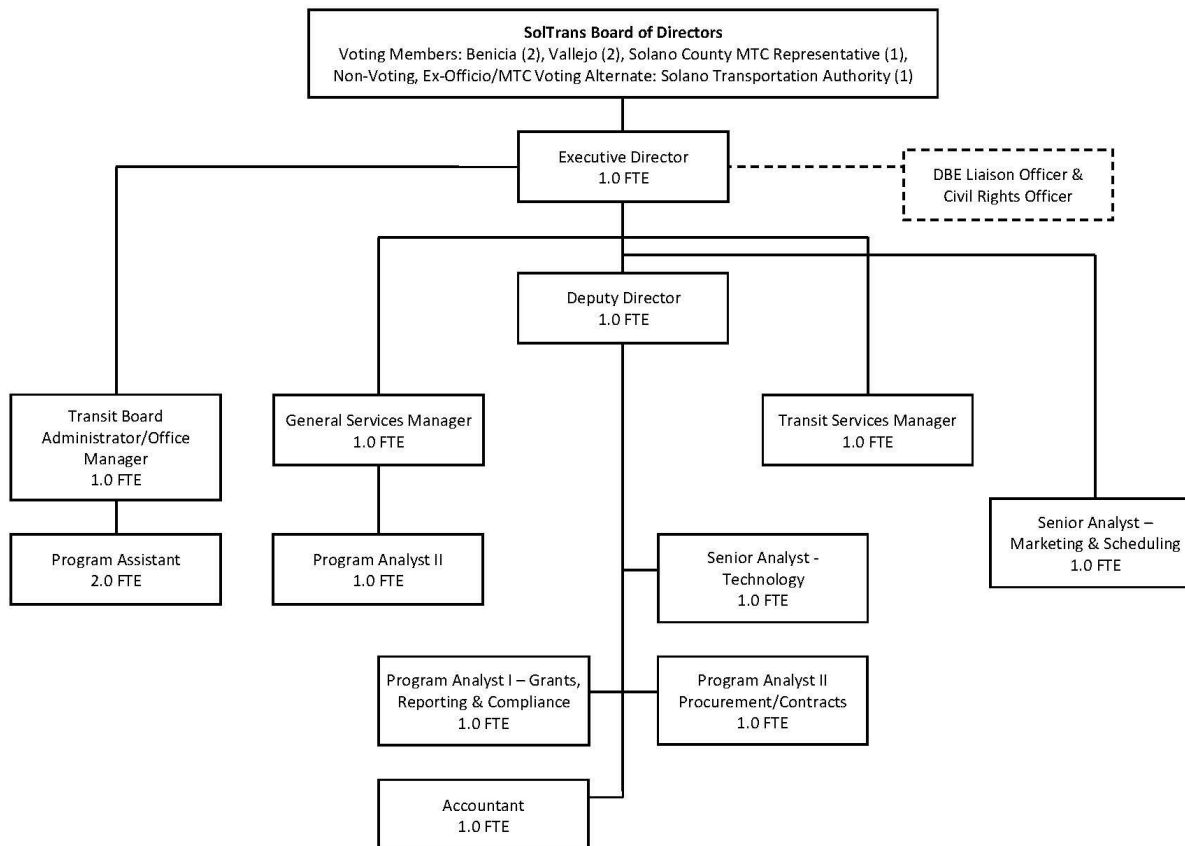 SolTrans Board of Directors
Voting Members: Benicia (2), Vallejo (2), Solano County MTC Representative (1),
Non-Voting, Ex-Officio/MTC Voting Alternate: Solano Transportation Authority (1)
Executive Director
1.0 FTE
DBE Liaison Officer &
Civil Rights Officer
Deputy Director
1.0 FTE
Transit Board
Administrator/Office
Manager
1.0 FTE
General Services Manager
1.0 FTE
Transit Services Manager
1.0 FTE
Program Assistant
2.0 FTE
Program Analyst II
1.0 FTE
Senior Analyst -
Technology
1.0 FTE
Senior Analyst –
Marketing & Scheduling
1.0 FTE
Program Analyst I – Grants,
Reporting & Compliance
1.0 FTE
Program Analyst II
Procurement/Contracts
1.0 FTE
Accountant
1.0 FTE